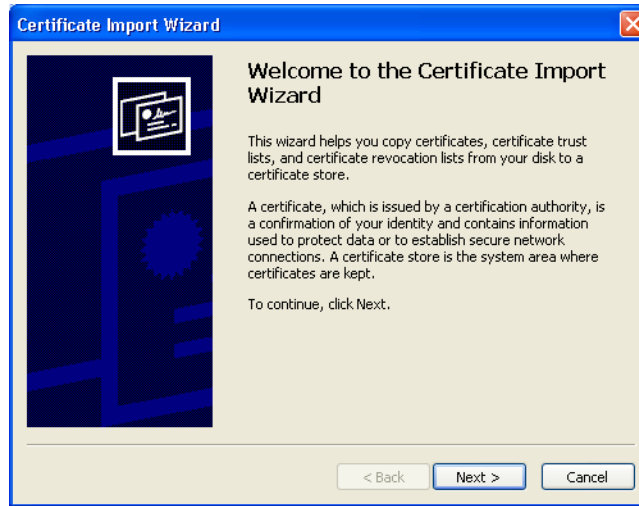 Certificate Import Wizard
Welcome to the Certificate Import
Wizard
This wizard helps you copy certificates, certificate trust
lists, and certificate revocation lists from your disk to a
certificate store.
A certificate, which is issued by a certification authority, is
a confirmation of your identity and contains information
used to protect data or to establish secure network
connections. A certificate store is the system area where
certificates are kept.
To continue, click Next.
< Back
Next >
Cancel